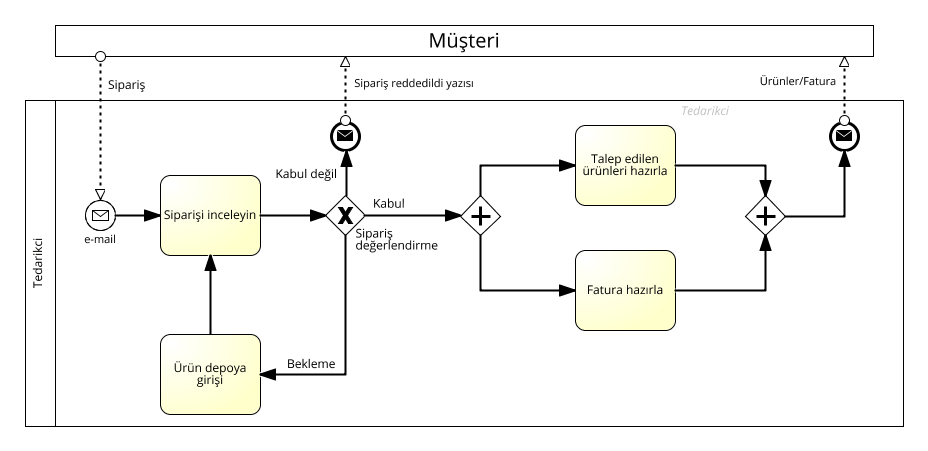 Müşteri
Sipariş
Sipariş reddedildi yazısı
Ürünler/Fatura
Tedarikci
Tedarikci
Talep edilen
ürünleri hazırla
Kabul değil
Kabul
Siparişi inceleyin
X
Sipariş
değerlendirme
e-mail
Fatura hazırla
Bekleme
Ürün depoya
girişi